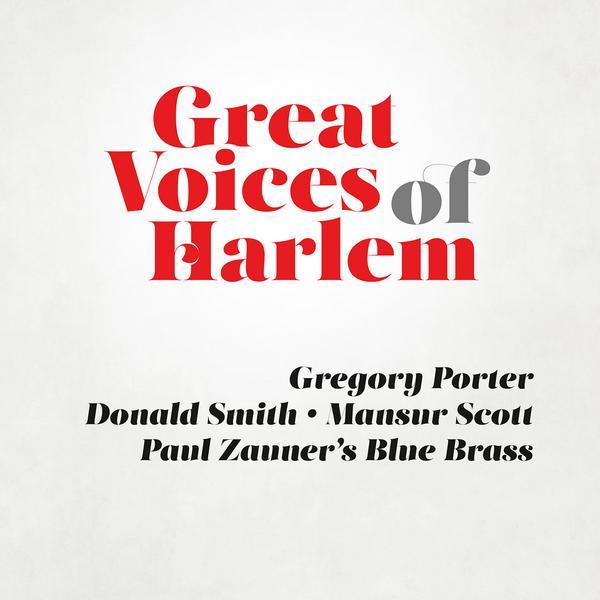 Great
Voices of
Harlem
Gregory Porter
Donald Smith • Mansur Scott
Paul Zauner's Blue Brass